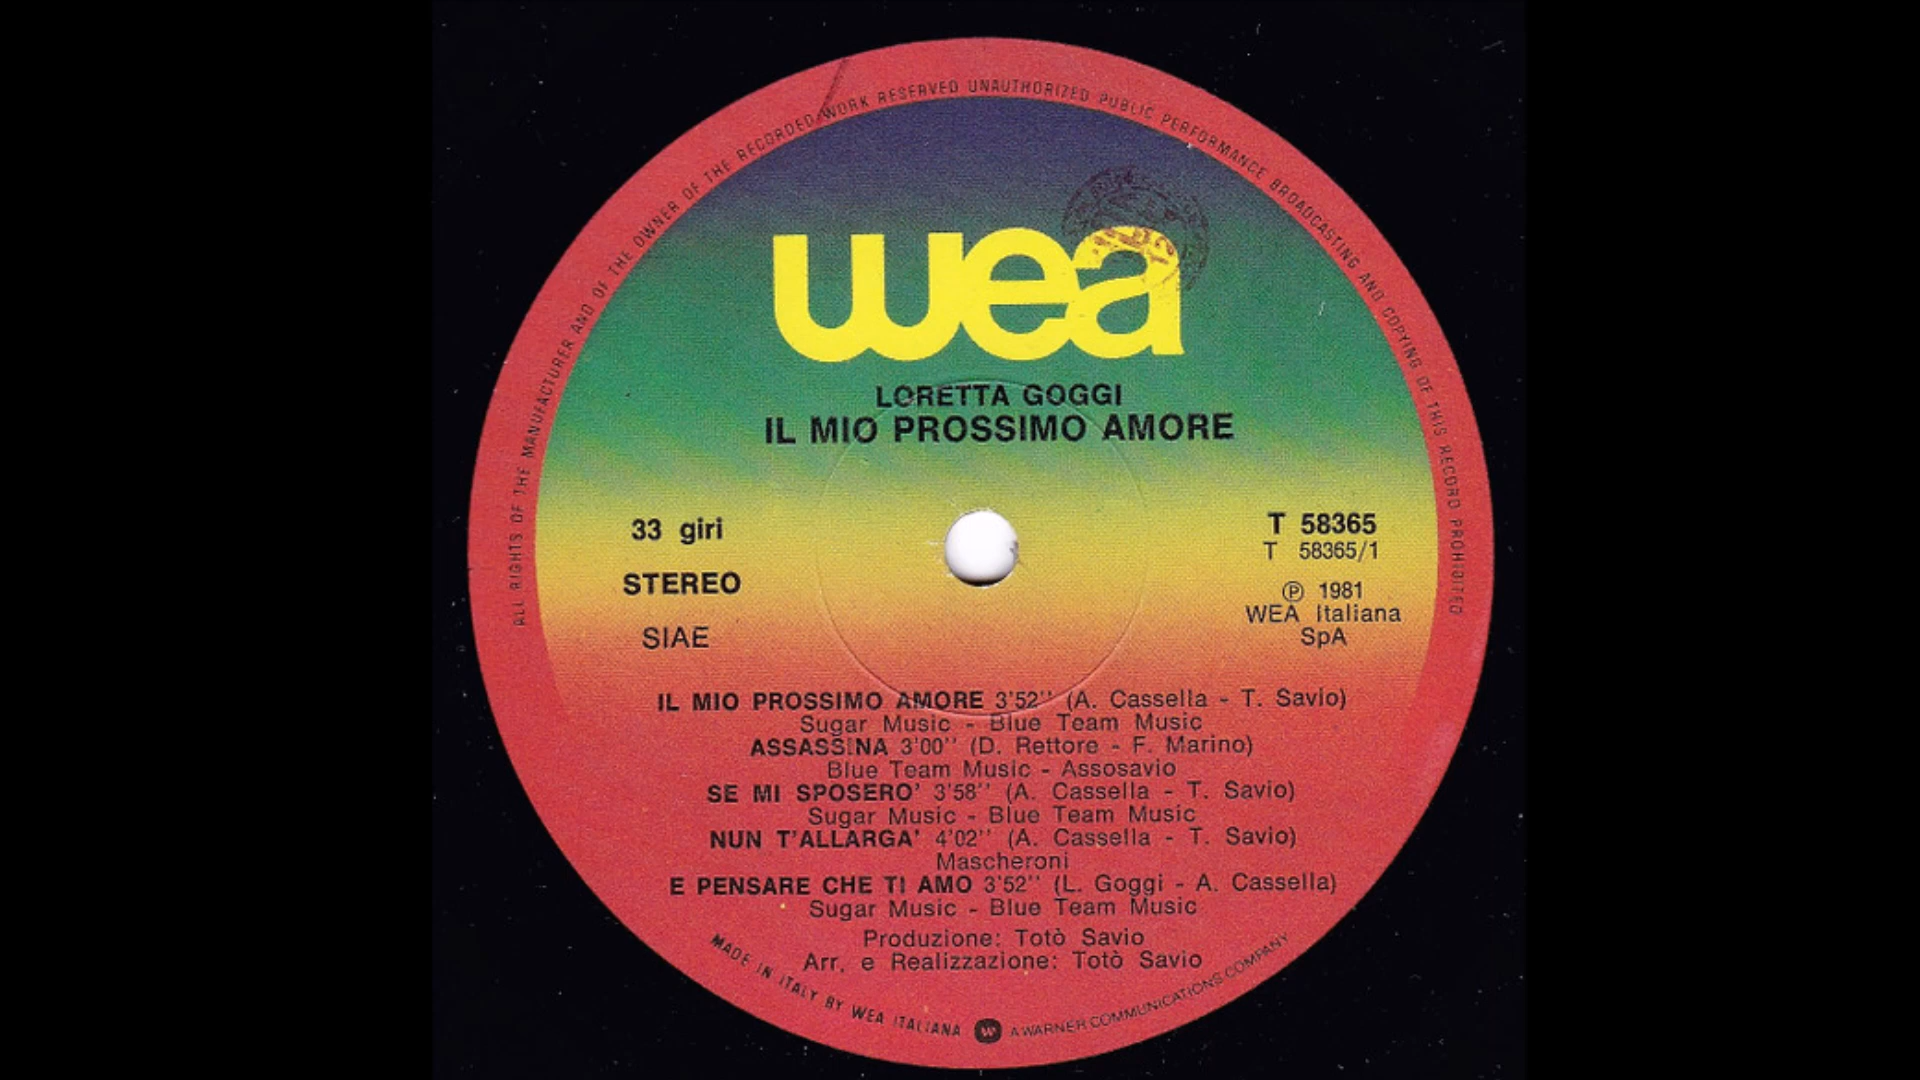 ALL RIGHTS OF THE MANUFACTURER AND OF THE OWNER OF THE RECORDED WORK RESERVED UNAUTHORIZED PUBLIC PERFORMANCE BROADCASTING AND COPYING OF THIS RECORD PROHIBITED
wea
LORETTA GOGGI
IL MIO PROSSIMO AMORE
33 giri
STEREO
SIAE
T 58365
T 58365/1
Ⓟ 1981
WEA Italiana
SpA
IL MIO PROSSIMO AMORE 3'52'' (A. Cassella - T. Savio)
Sugar Music - Blue Team Music
ASSASSINA 3'00'' (D. Rettore - F. Marino)
Blue Team Music - Assosavio
SE MI SPOSERO' 3'58'' (A. Cassella - T. Savio)
Sugar Music - Blue Team Music
NUN T'ALLARGA' 4'02'' (A. Cassella - T. Savio)
Mascheroni
E PENSARE CHE TI AMO 3'52'' (L. Goggi - A. Cassella)
Sugar Music - Blue Team Music
Produzione: Totò Savio
Arr. e Realizzazione: Totò Savio
MADE IN ITALY BY WEA ITALIANA W A WARNER COMMUNICATIONS COMPANY